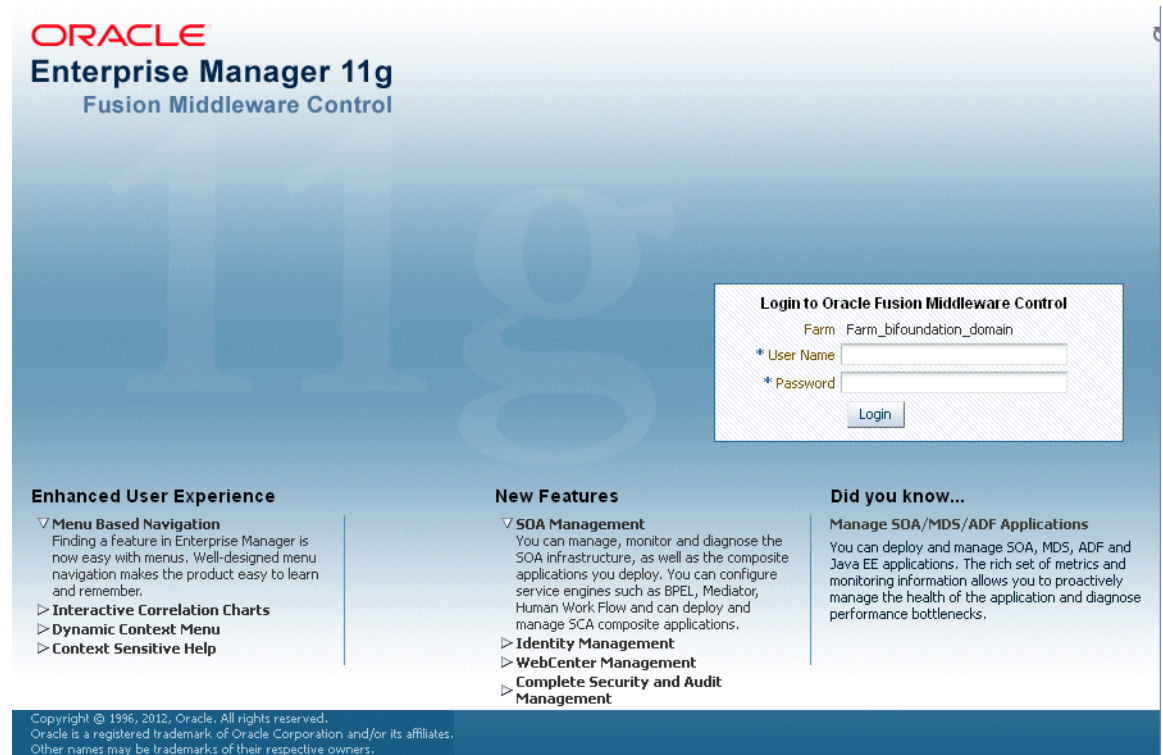 ORACLE
Enterprise Manager 11g
Fusion Middleware Control
11g
Login to Oracle Fusion Middleware Control
Farm Farm_bifoundation_domain
* User Name
* Password
Login
Enhanced User Experience
▽ Menu Based Navigation
Finding a feature in Enterprise Manager is
now easy with menus. Well-designed menu
navigation makes the product easy to learn
and remember.
▷ Interactive Correlation Charts
▷ Dynamic Context Menu
▷ Context Sensitive Help
New Features
▽ SOA Management
You can manage, monitor and diagnose the
SOA infrastructure, as well as the composite
applications you deploy. You can configure
service engines such as BPEL, Mediator,
Human Work Flow and can deploy and
manage SCA composite applications.
▷ Identity Management
▷ WebCenter Management
▷ Complete Security and Audit
Management
Did you know...
Manage SOA/MDS/ADF Applications
You can deploy and manage SOA, MDS, ADF and
Java EE applications. The rich set of metrics and
monitoring information allows you to proactively
manage the health of the application and diagnose
performance bottlenecks.
Copyright © 1996, 2012, Oracle. All rights reserved.
Oracle is a registered trademark of Oracle Corporation and/or its affiliates.
Other names may be trademarks of their respective owners.